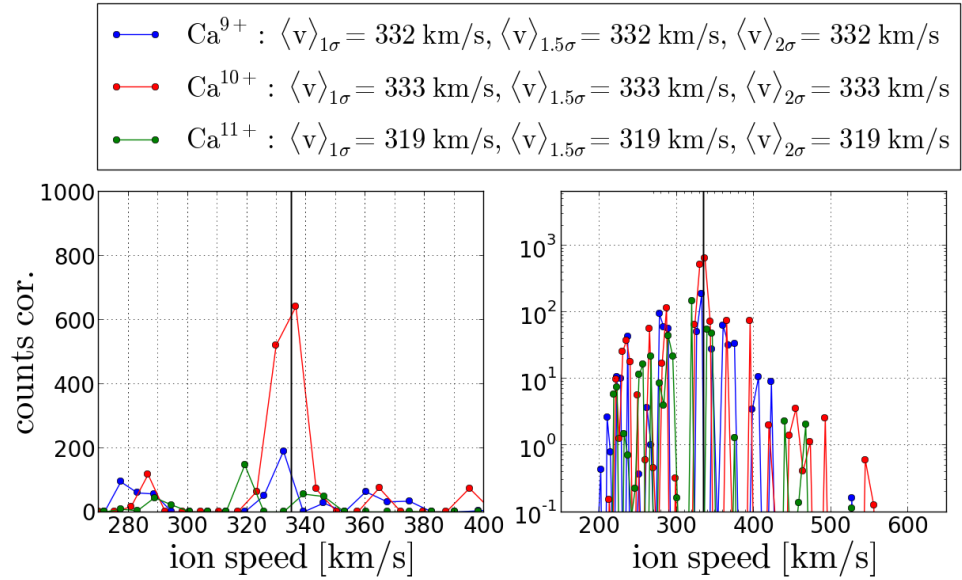 Ca⁹⁺ : ⟨v⟩₁σ = 332 km/s, ⟨v⟩₁.₅σ = 332 km/s, ⟨v⟩₂σ = 332 km/s
Ca¹⁰⁺ : ⟨v⟩₁σ = 333 km/s, ⟨v⟩₁.₅σ = 333 km/s, ⟨v⟩₂σ = 333 km/s
Ca¹¹⁺ : ⟨v⟩₁σ = 319 km/s, ⟨v⟩₁.₅σ = 319 km/s, ⟨v⟩₂σ = 319 km/s
counts cor.
1000
800
600
400
200
0
280 300 320 340 360 380 400
ion speed [km/s]
10³
10²
10¹
10⁰
10⁻¹
200 300 400 500 600
ion speed [km/s]